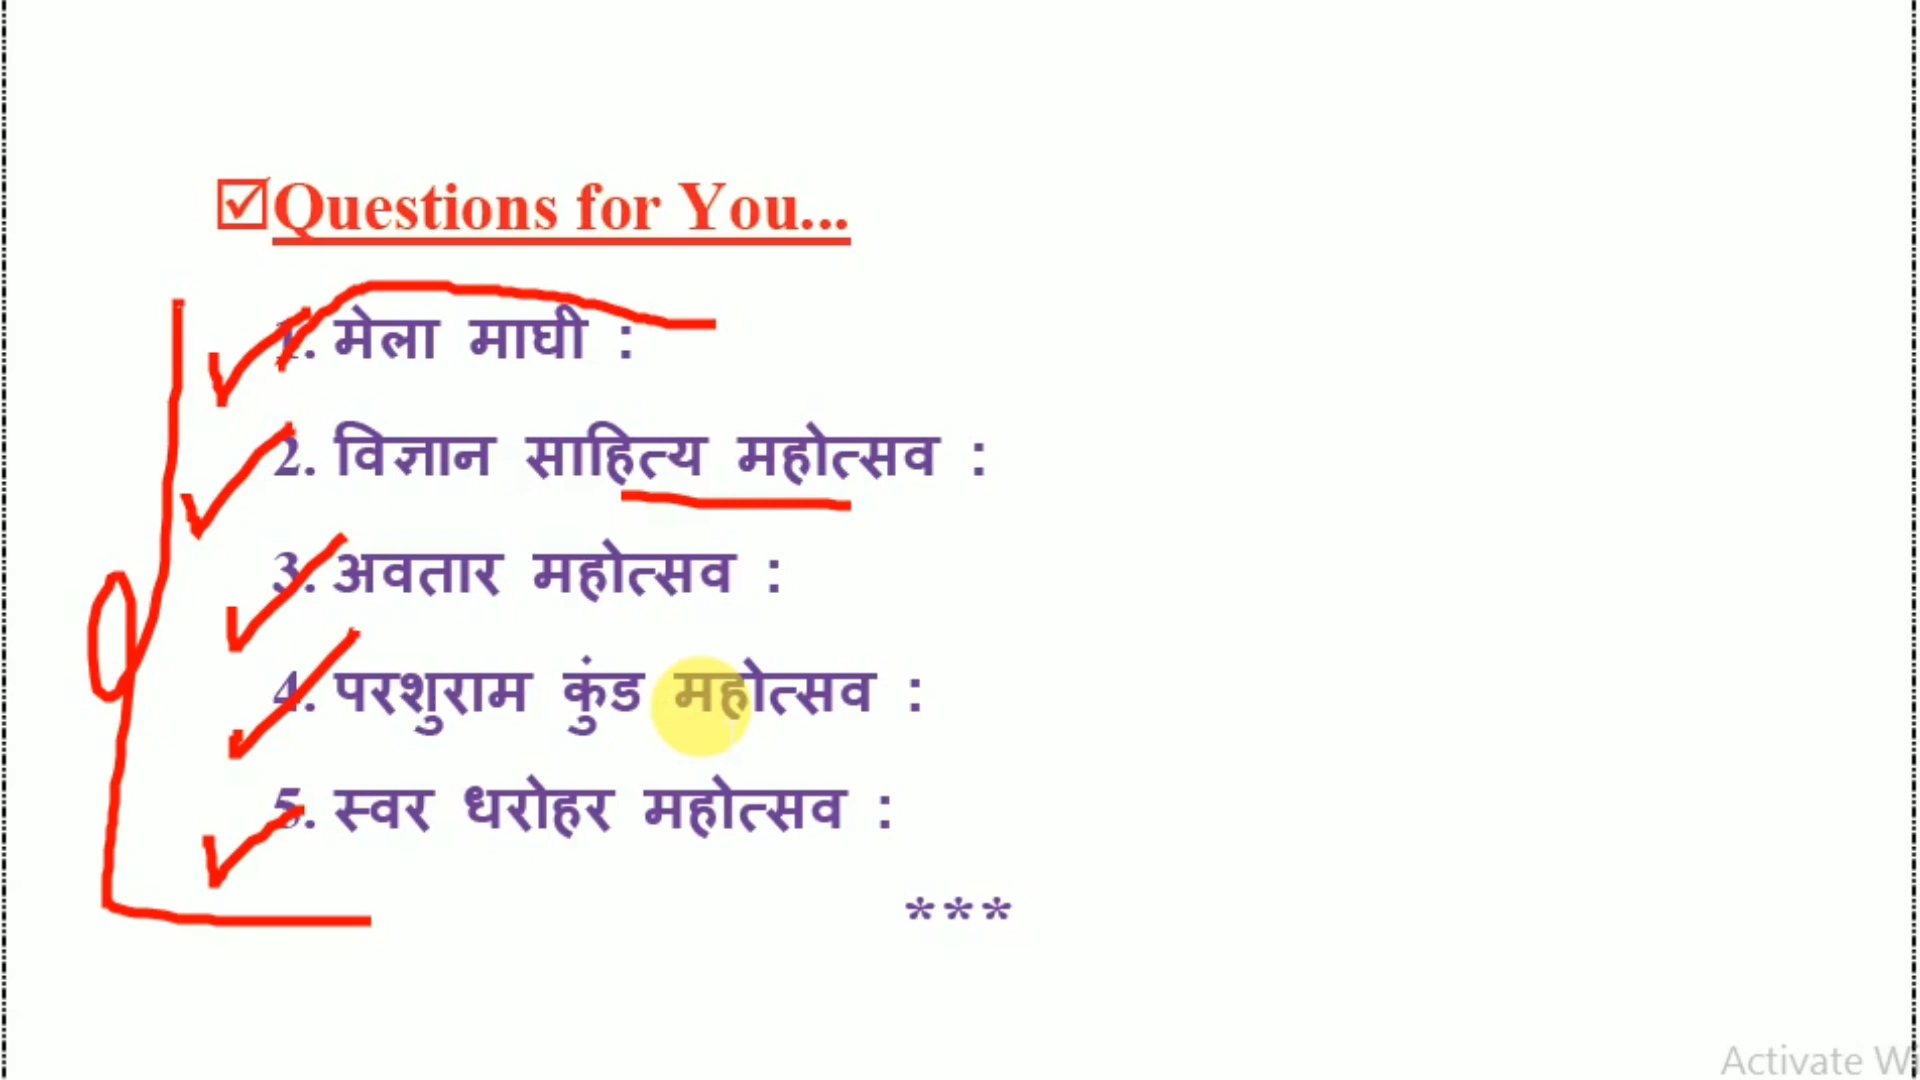 ☑Questions for You...
1. मेला माघी :
2. विज्ञान साहित्य महोत्सव :
3. अवतार महोत्सव :
4. परशुराम कुंड महोत्सव :
5. स्वर धरोहर महोत्सव :
***
Activate Wi